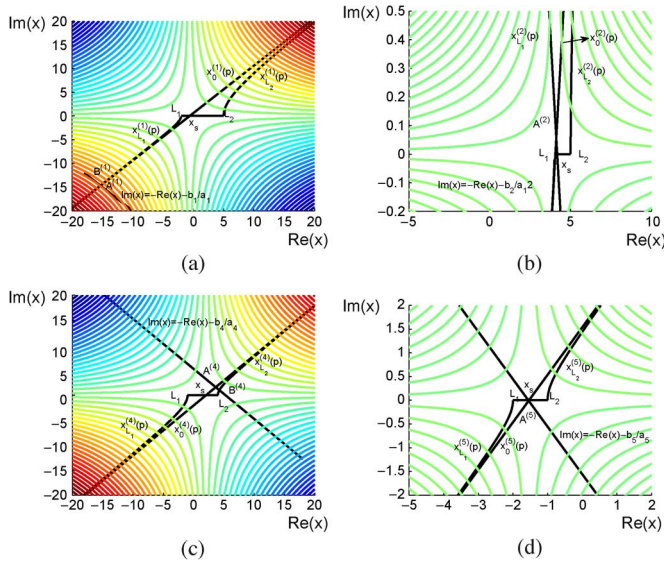 Im(x)
20
15
10
5
0
−5
−10
−15
−20
x_0^(1)(p)
x_L2^(1)(p)
L_1
L_2
x_s
x_L1^(1)(p)
B^(1)
A^(1)
Im(x)=−Re(x)−b_1/a_1
−20 −15 −10 −5 0 5 10 15 20
Re(x)
(a)
Im(x)
0.5
0.4
0.3
0.2
0.1
0
−0.1
−0.2
x_L1^(2)(p)
x_0^(2)(p)
x_L2^(2)(p)
A^(2)
L_1
L_2
x_s
Im(x)=−Re(x)−b_2/a_12
−5 0 5 10
Re(x)
(b)
Im(x)
20
15
10
5
0
−5
−10
−15
−20
Im(x)=−Re(x)−b_4/a_4
A^(4)
x_L2^(4)(p)
x_s
B^(4)
L_1
L_2
x_L1^(4)(p)
x_0^(4)(p)
−20 −15 −10 −5 0 5 10 15 20
Re(x)
(c)
Im(x)
2
1.5
1
0.5
0
−0.5
−1
−1.5
−2
x_s
x_L2^(5)(p)
L
L_2
A^(5)
Im(x)=−Re(x)−b_5/a_5
x_L1^(5)(p)
x_0^(5)(p)
−5 −4 −3 −2 −1 0 1 2
Re(x)
(d)